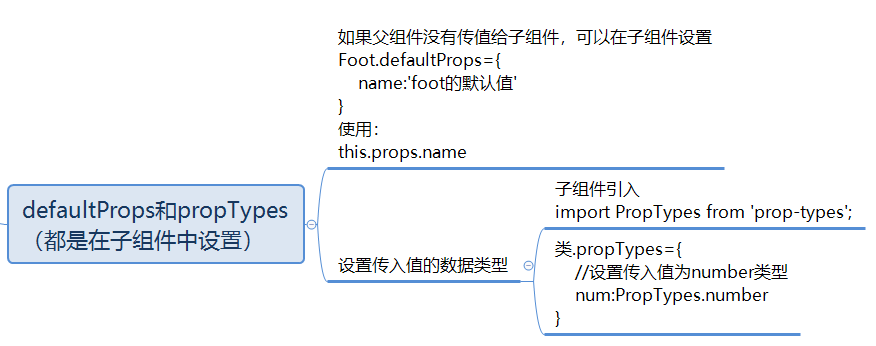 如果父组件没有传值给子组件，可以在子组件设置
Foot.defaultProps={
name:'foot的默认值'
}
使用：
this.props.name
defaultProps和propTypes
（都是在子组件中设置）
设置传入值的数据类型
子组件引入
import PropTypes from 'prop-types';
类.propTypes={
//设置传入值为number类型
num:PropTypes.number
}